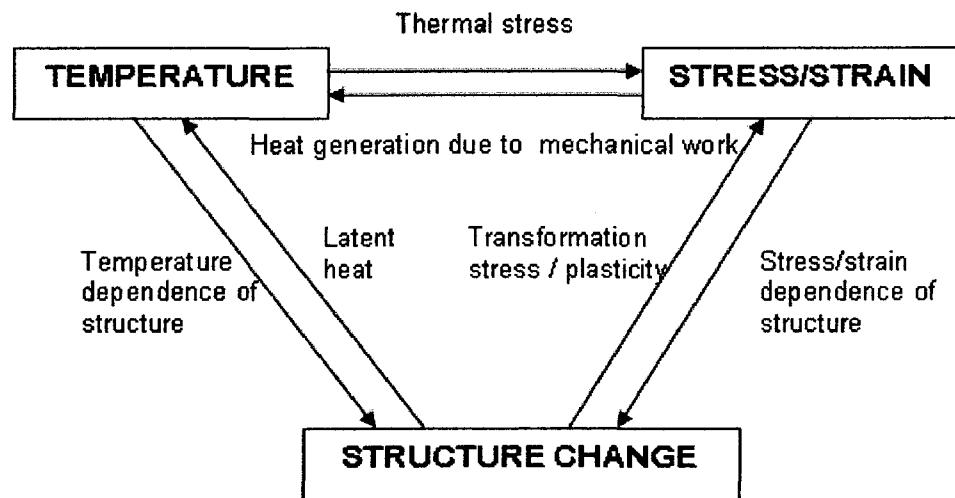 Thermal stress
TEMPERATURE
STRESS/STRAIN
Heat generation due to mechanical work
Latent
heat
Transformation
stress / plasticity
Temperature
dependence of
structure
Stress/strain
dependence of
structure
STRUCTURE CHANGE